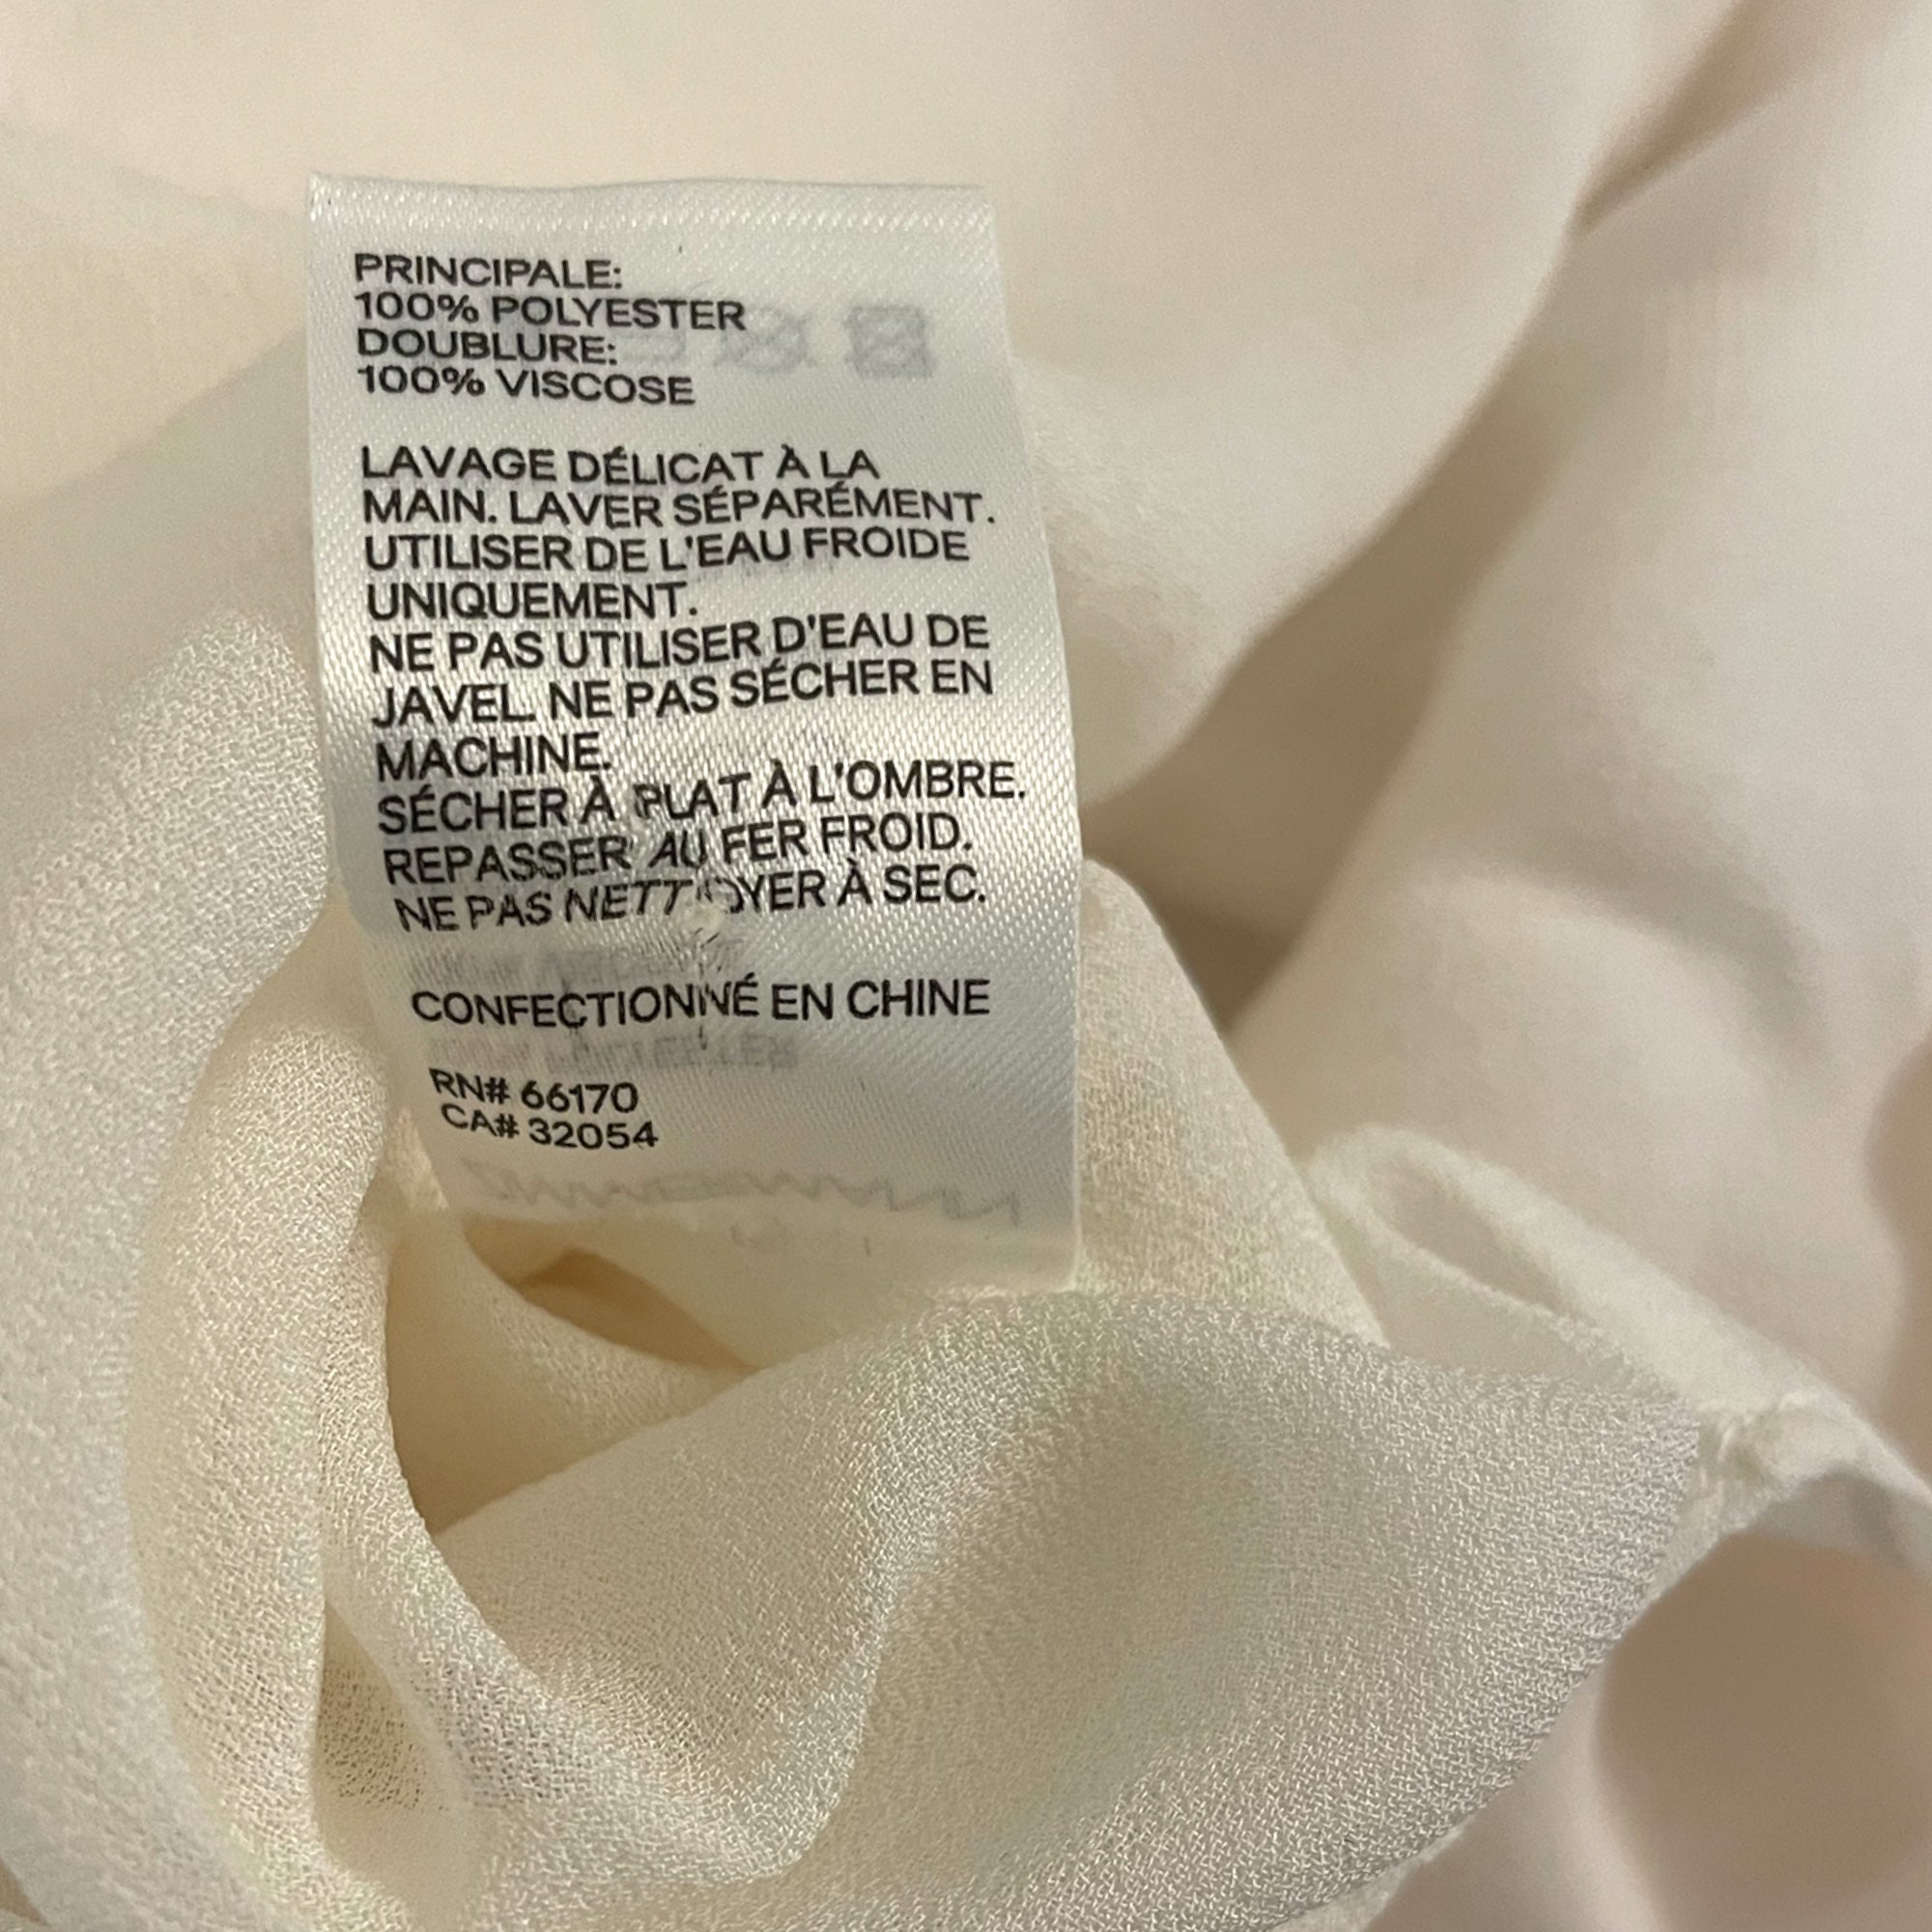 PRINCIPALE:
100% POLYESTER
DOUBLURE:
100% VISCOSE
LAVAGE DÉLICAT À LA
MAIN. LAVER SÉPARÉMENT.
UTILISER DE L'EAU FROIDE
UNIQUEMENT.
NE PAS UTILISER D'EAU DE
JAVEL. NE PAS SÉCHER EN
MACHINE.
SÉCHER À PLAT À L'OMBRE.
REPASSER AU FER FROID.
NE PAS NETTOYER À SEC.
CONFECTIONNÉ EN CHINE
RN# 66170
CA# 32054